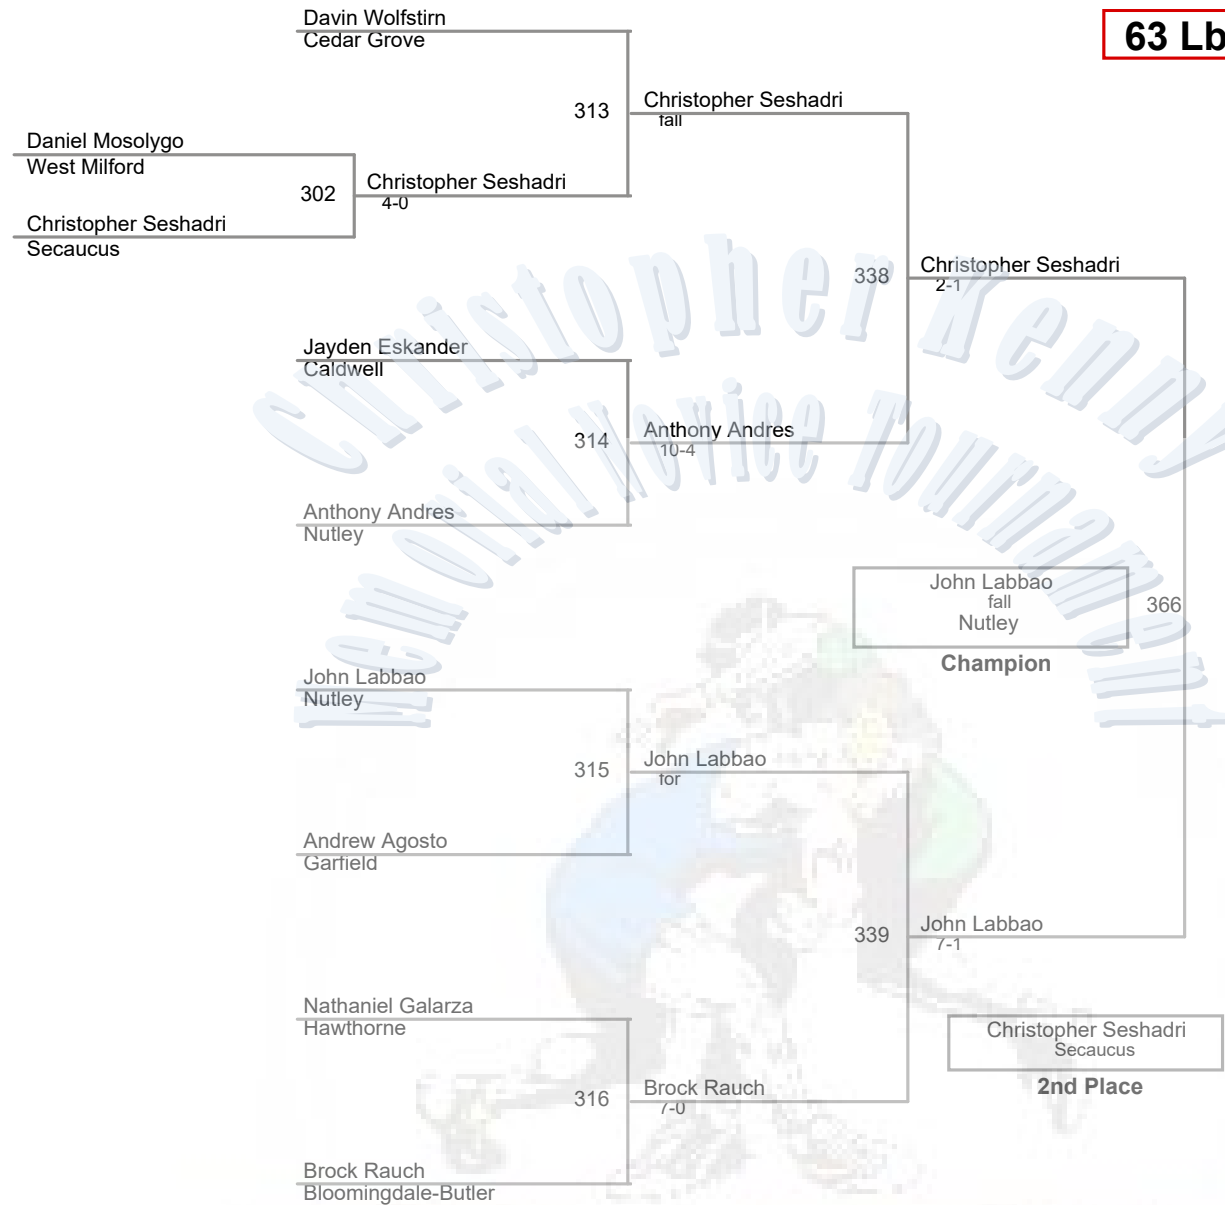 Davin Wolfstirn
Cedar Grove
63 Lb
313
Christopher Seshadri
fall
Daniel Mosolygo
West Milford
302
Christopher Seshadri
4-0
Christopher Seshadri
Secaucus
338
Christopher Seshadri
2-1
Christopher Kenny
Memorial Novice Tournament
Jayden Eskander
Caldwell
314
Anthony Andres
10-4
Anthony Andres
Nutley
John Labbao
fall
Nutley
366
Champion
John Labbao
Nutley
315
John Labbao
for
Andrew Agosto
Garfield
339
John Labbao
7-1
Nathaniel Galarza
Hawthorne
Christopher Seshadri
Secaucus
2nd Place
316
Brock Rauch
7-0
Brock Rauch
Bloomingdale-Butler